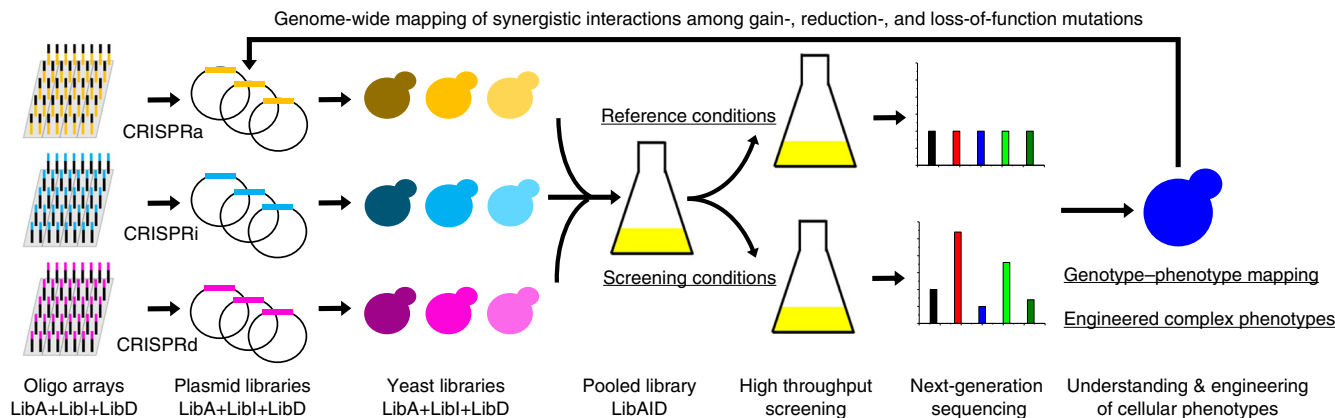 Genome-wide mapping of synergistic interactions among gain-, reduction-, and loss-of-function mutations
CRISPRa
CRISPRi
CRISPRd
Reference conditions
Screening conditions
Genotype–phenotype mapping
Engineered complex phenotypes
Oligo arrays
LibA+LibI+LibD
Plasmid libraries
LibA+LibI+LibD
Yeast libraries
LibA+LibI+LibD
Pooled library
LibAID
High throughput
screening
Next-generation
sequencing
Understanding & engineering
of cellular phenotypes